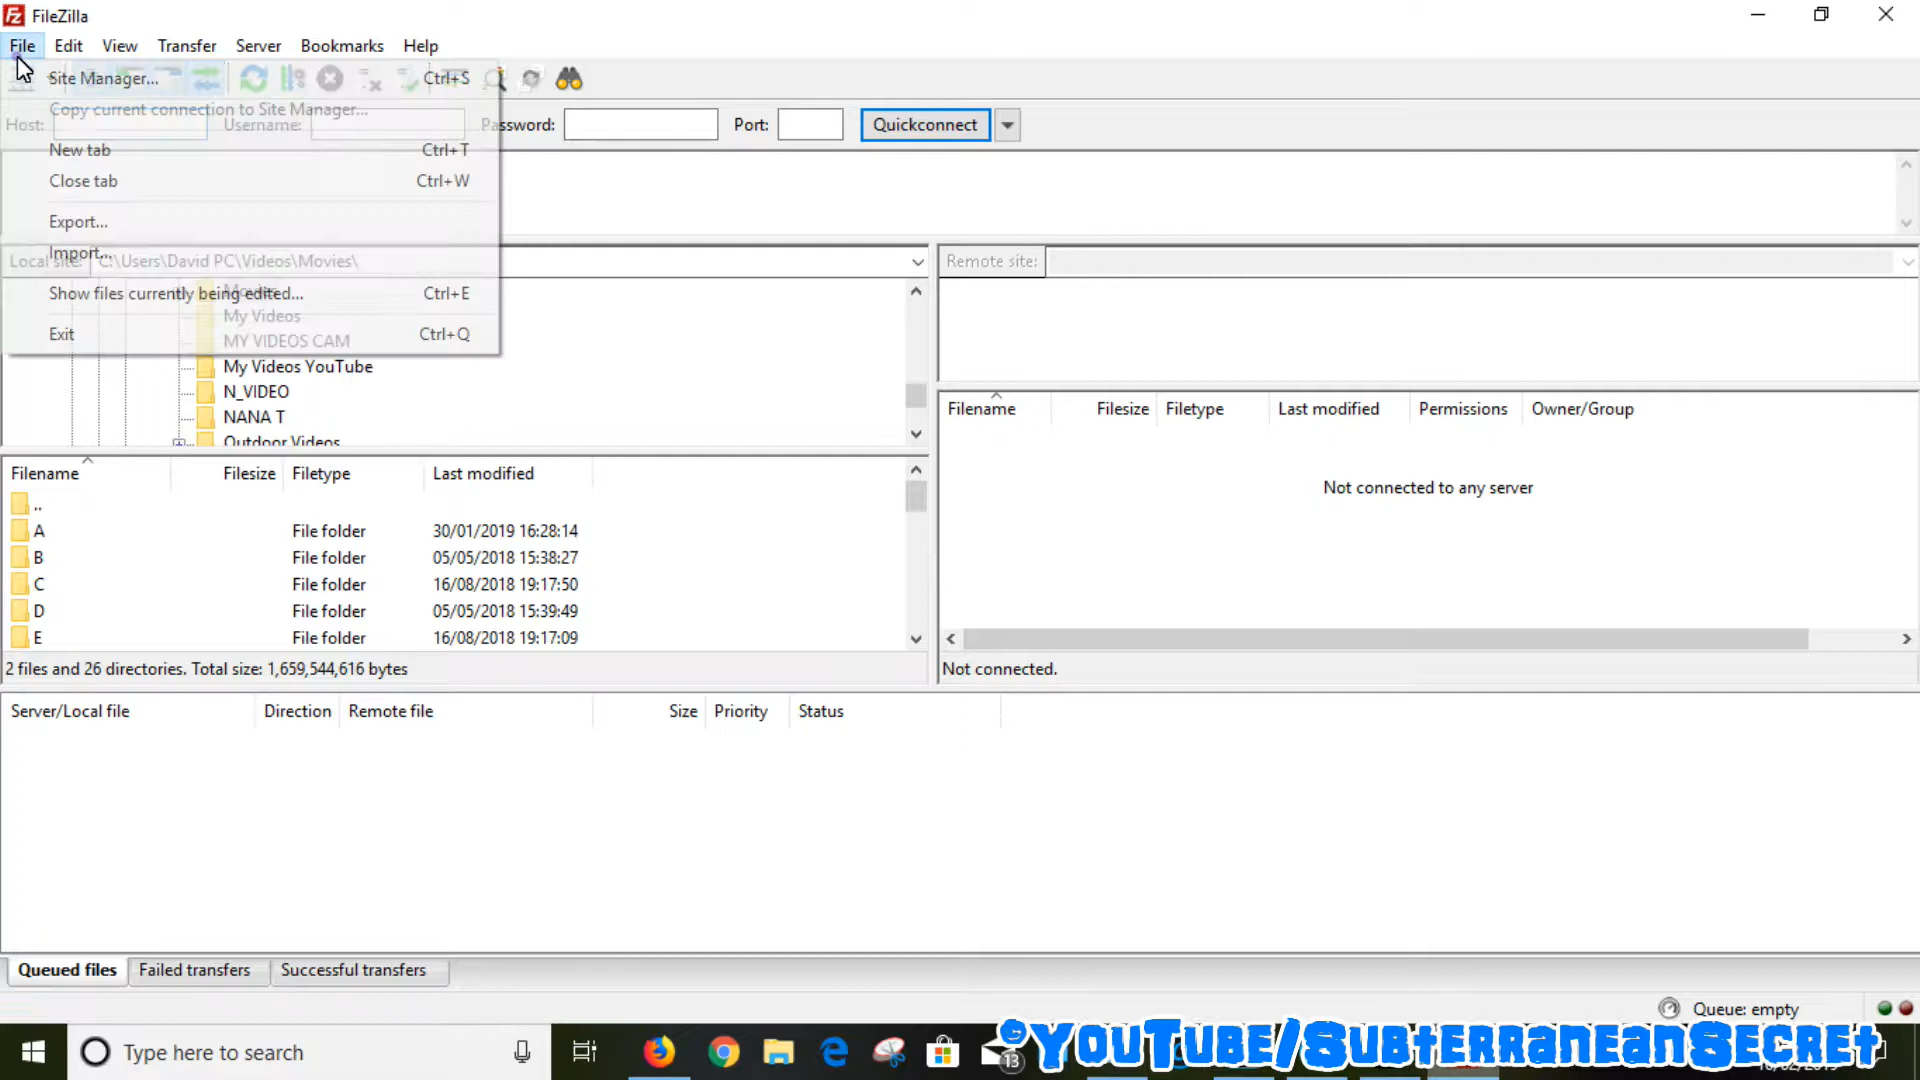 FileZilla
File Edit View Transfer Server Bookmarks Help
Site Manager... Ctrl+S
Copy current connection to Site Manager...
Host: Username: Password: Port: Quickconnect
New tab Ctrl+T
Close tab Ctrl+W
Export...
Import...
Local site: C:\Users\David PC\Videos\Movies\ Remote site:
Show files currently being edited... Ctrl+E
Movies
My Videos
Exit Ctrl+Q
MY VIDEOS CAM
My Videos YouTube
N_VIDEO
NANA T
Outdoor Videos
Filename Filesize Filetype Last modified Permissions Owner/Group
Not connected to any server
Filename Filesize Filetype Last modified
..
A File folder 30/01/2019 16:28:14
B File folder 05/05/2018 15:38:27
C File folder 16/08/2018 19:17:50
D File folder 05/05/2018 15:39:49
E File folder 16/08/2018 19:17:09
2 files and 26 directories. Total size: 1,659,544,616 bytes Not connected.
Server/Local file Direction Remote file Size Priority Status
Queued files Failed transfers Successful transfers
Queue: empty
Type here to search 13
YouTube/SubterraneanSecret